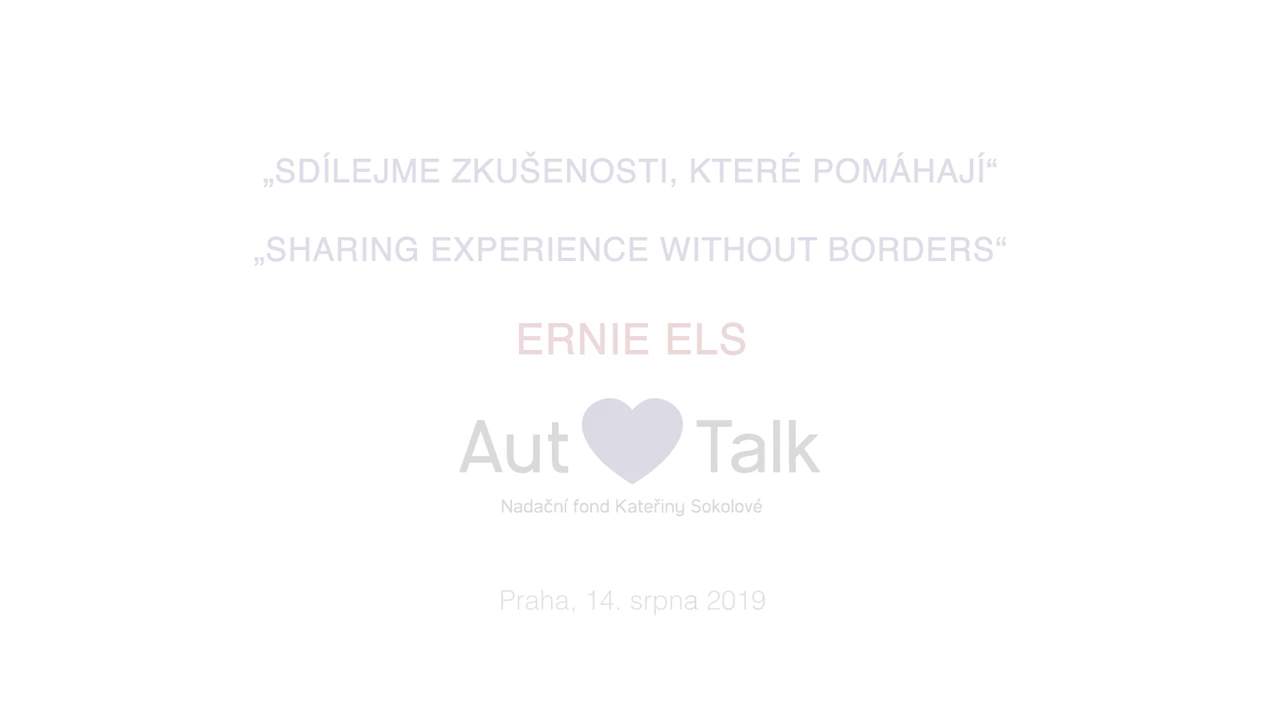 „SDÍLEJME ZKUŠENOSTI, KTERÉ POMÁHAJÍ“
„SHARING EXPERIENCE WITHOUT BORDERS“
ERNIE ELS
Aut Talk
Nadační fond Kateřiny Sokolové
Praha, 14. srpna 2019